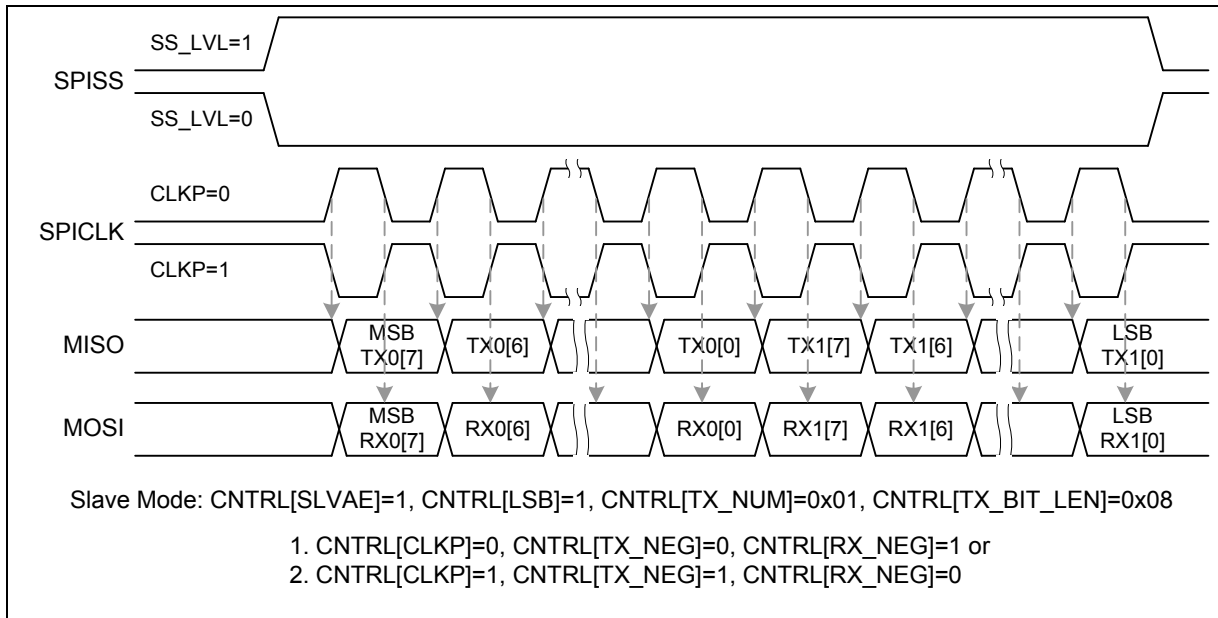 SS_LVL=1
SPISS
SS_LVL=0
CLKP=0
SPICLK
CLKP=1
MISO
MSB
TX0[7]
TX0[6]
TX0[0]
TX1[7]
TX1[6]
LSB
TX1[0]
MOSI
MSB
RX0[7]
RX0[6]
RX0[0]
RX1[7]
RX1[6]
LSB
RX1[0]
Slave Mode: CNTRL[SLVAE]=1, CNTRL[LSB]=1, CNTRL[TX_NUM]=0x01, CNTRL[TX_BIT_LEN]=0x08
1. CNTRL[CLKP]=0, CNTRL[TX_NEG]=0, CNTRL[RX_NEG]=1 or
2. CNTRL[CLKP]=1, CNTRL[TX_NEG]=1, CNTRL[RX_NEG]=0